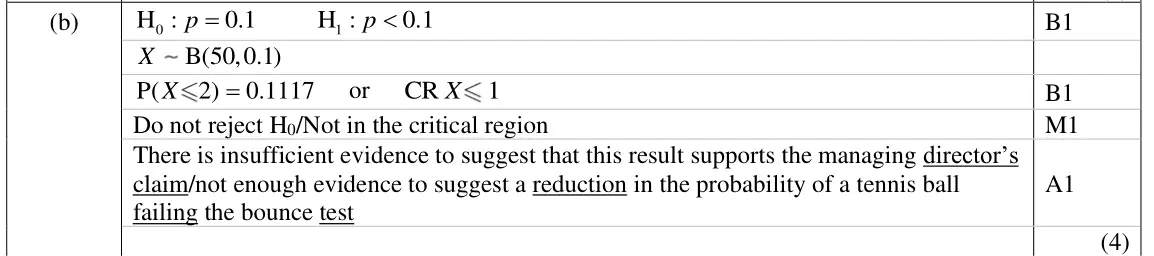 (b) H₀ : p = 0.1 H₁ : p < 0.1 B1
X ~ B(50,0.1)
P(X⩽2) = 0.1117 or CR X⩽ 1 B1
Do not reject H₀/Not in the critical region M1
There is insufficient evidence to suggest that this result supports the managing director's
claim/not enough evidence to suggest a reduction in the probability of a tennis ball A1
failing the bounce test
(4)